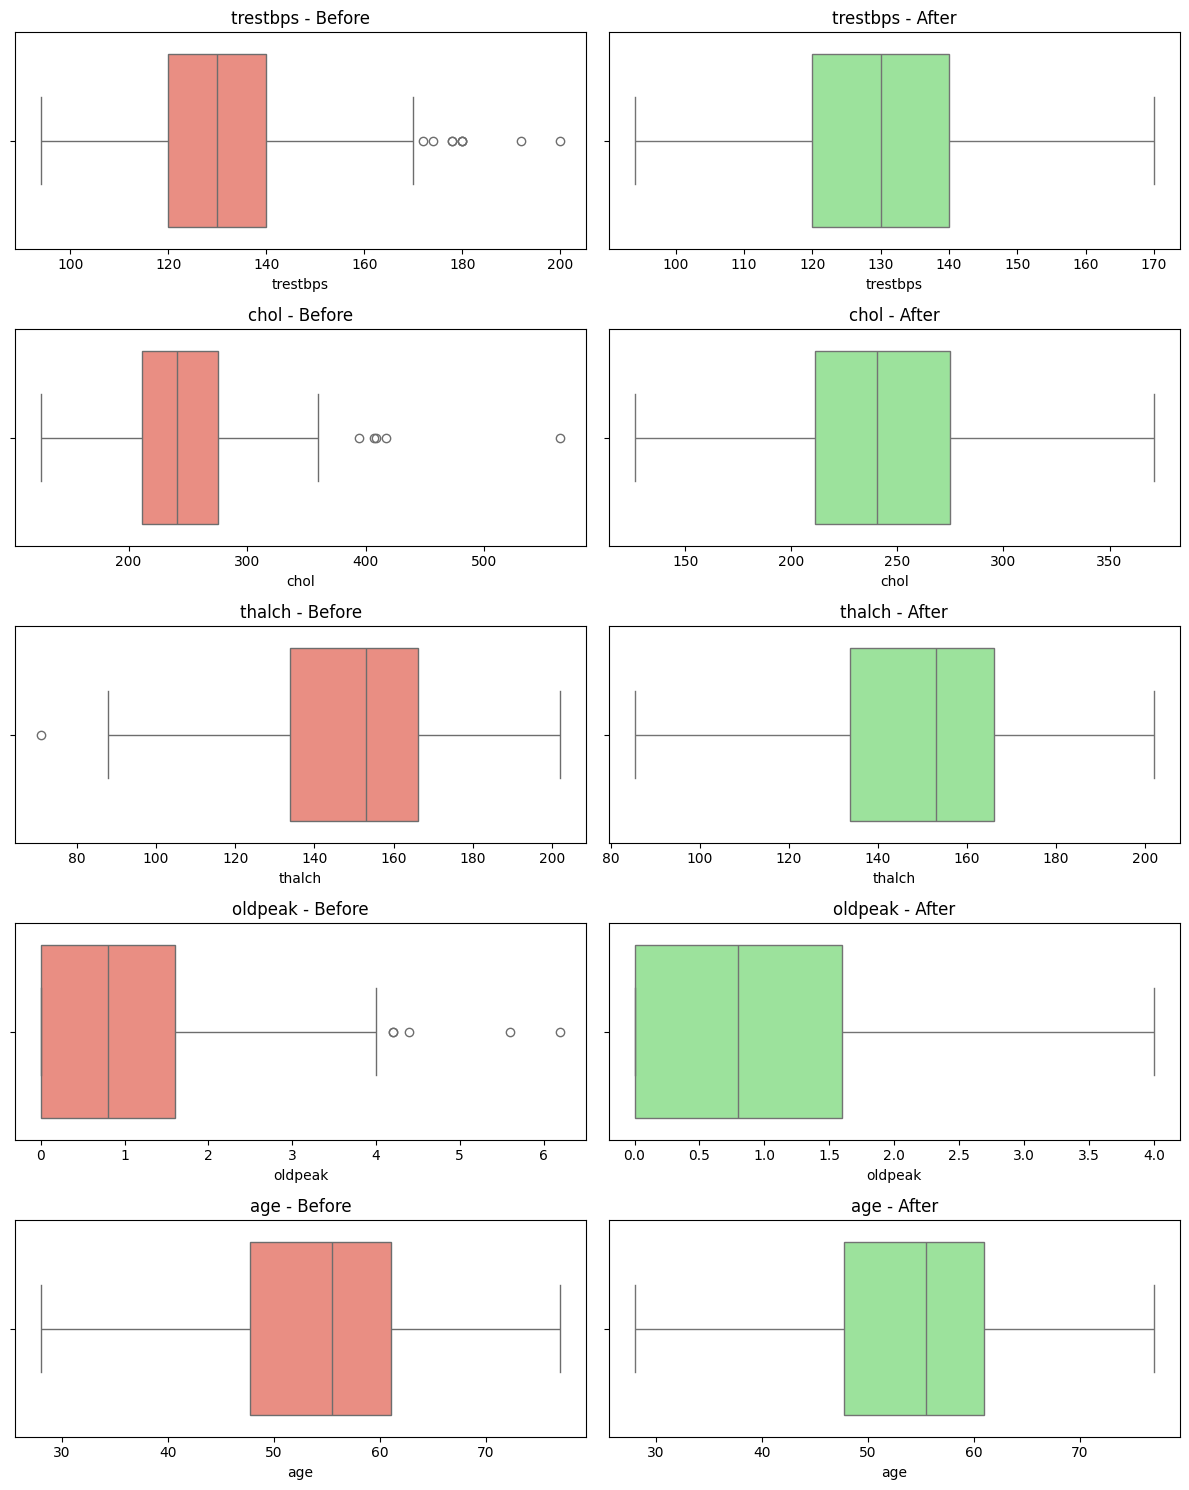 trestbps - Before
100 120 140 160 180 200
trestbps
trestbps - After
100 110 120 130 140 150 160 170
trestbps
chol - Before
200 300 400 500
chol
chol - After
150 200 250 300 350
chol
thalch - Before
80 100 120 140 160 180 200
thalch
thalch - After
80 100 120 140 160 180 200
thalch
oldpeak - Before
0 1 2 3 4 5 6
oldpeak
oldpeak - After
0.0 0.5 1.0 1.5 2.0 2.5 3.0 3.5 4.0
oldpeak
age - Before
30 40 50 60 70
age
age - After
30 40 50 60 70
age